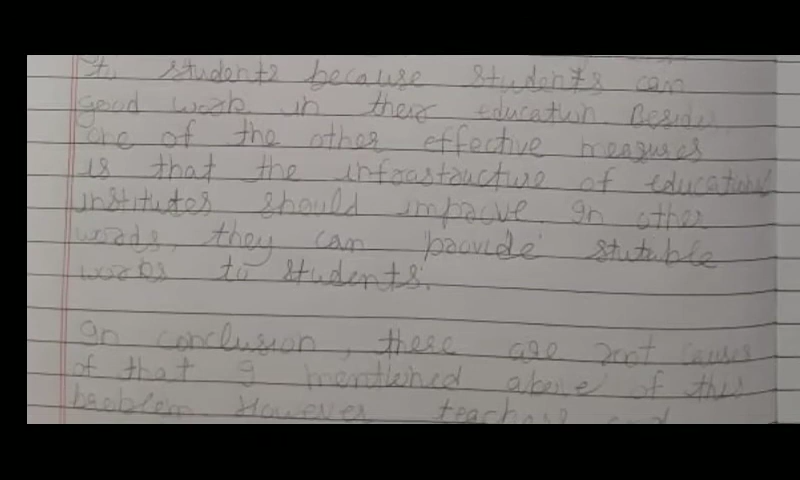 to students because students can
good work in their education Besides
one of the other effective measures
is that the infrastructure of educational
institutes should improve. In other
words, they can provide stutuble
works to students.
In conclusion, these are root causes
of that I mentioned above of this
problem. However teachers and